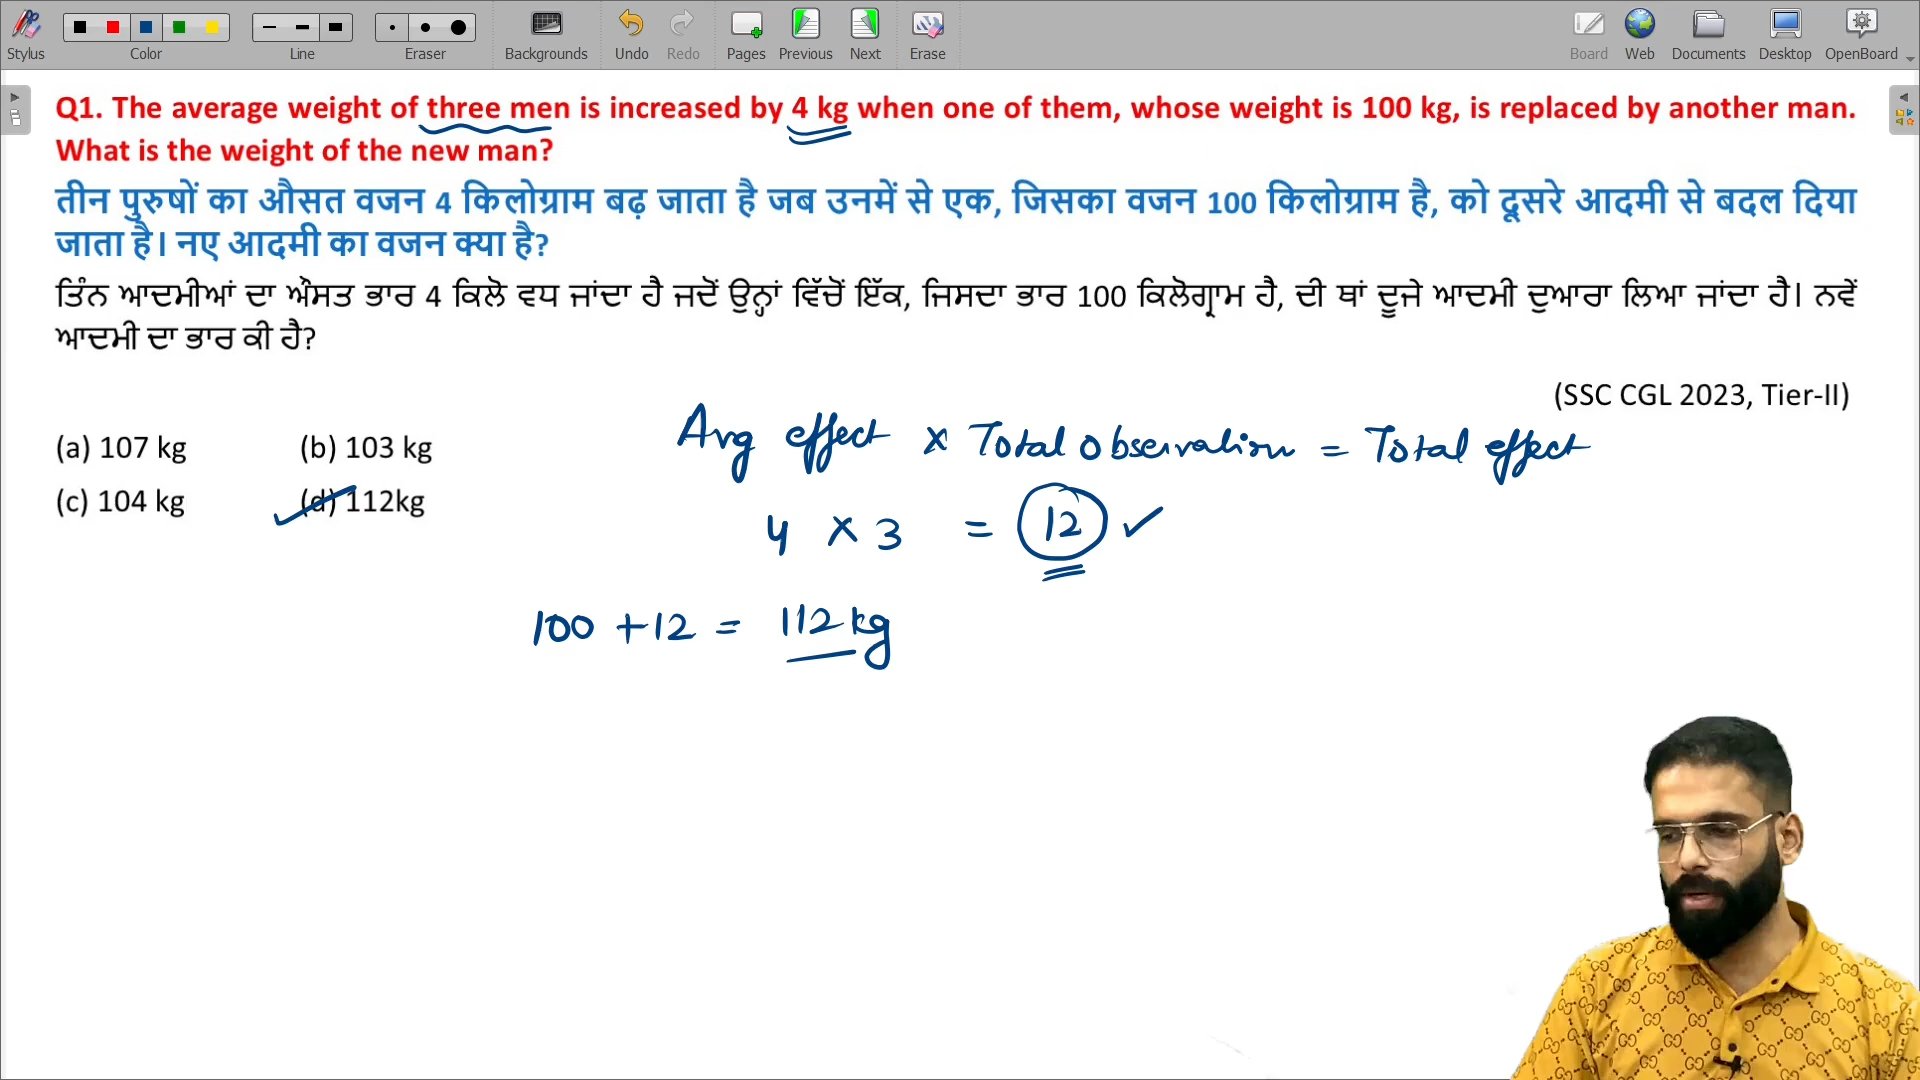 Stylus Color Line Eraser Backgrounds Undo Redo Pages Previous Next Erase Board Web Documents Desktop OpenBoard
Q1. The average weight of three men is increased by 4 kg when one of them, whose weight is 100 kg, is replaced by another man.
What is the weight of the new man?
तीन पुरुषों का औसत वजन 4 किलोग्राम बढ़ जाता है जब उनमें से एक, जिसका वजन 100 किलोग्राम है, को दूसरे आदमी से बदल दिया
जाता है। नए आदमी का वजन क्या है?
ਤਿੰਨ ਆਦਮੀਆਂ ਦਾ ਔਸਤ ਭਾਰ 4 ਕਿਲੋ ਵਧ ਜਾਂਦਾ ਹੈ ਜਦੋਂ ਉਨ੍ਹਾਂ ਵਿੱਚੋਂ ਇੱਕ, ਜਿਸਦਾ ਭਾਰ 100 ਕਿਲੋਗ੍ਰਾਮ ਹੈ, ਦੀ ਥਾਂ ਦੂਜੇ ਆਦਮੀ ਦੁਆਰਾ ਲਿਆ ਜਾਂਦਾ ਹੈ। ਨਵੇਂ
ਆਦਮੀ ਦਾ ਭਾਰ ਕੀ ਹੈ?
(SSC CGL 2023, Tier-II)
(a) 107 kg (b) 103 kg
(c) 104 kg (d) 112kg
Avg effect × Total observation = Total effect
4 × 3 = 12
100 + 12 = 112 kg